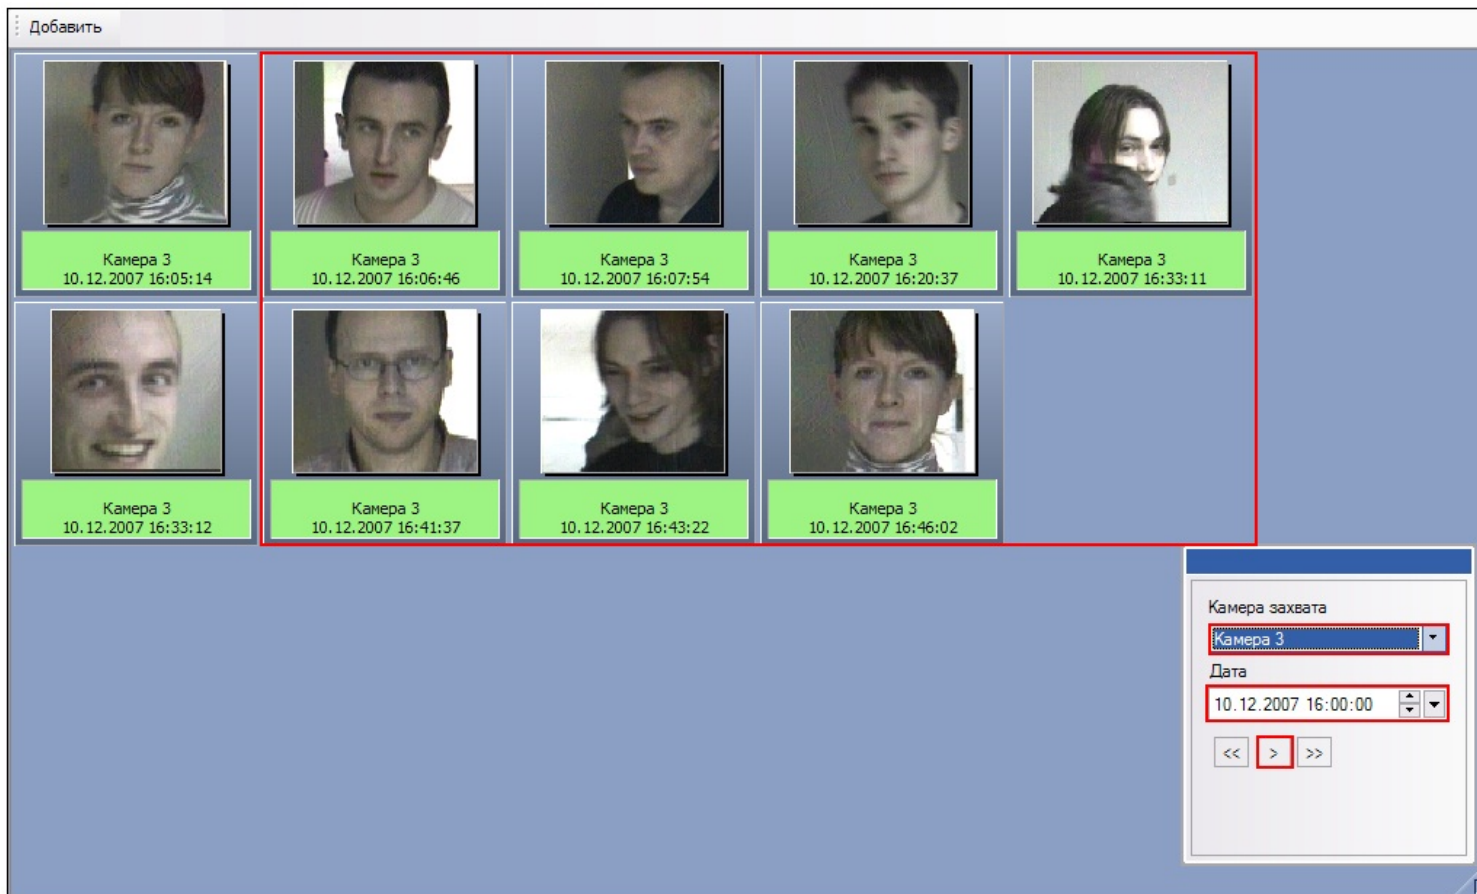 Добавить
Камера 3
10.12.2007 16:05:14
Камера 3
10.12.2007 16:06:46
Камера 3
10.12.2007 16:07:54
Камера 3
10.12.2007 16:20:37
Камера 3
10.12.2007 16:33:11
Камера 3
10.12.2007 16:33:12
Камера 3
10.12.2007 16:41:37
Камера 3
10.12.2007 16:43:22
Камера 3
10.12.2007 16:46:02
Камера захвата
Камера 3
Дата
10.12.2007 16:00:00
<< > >>